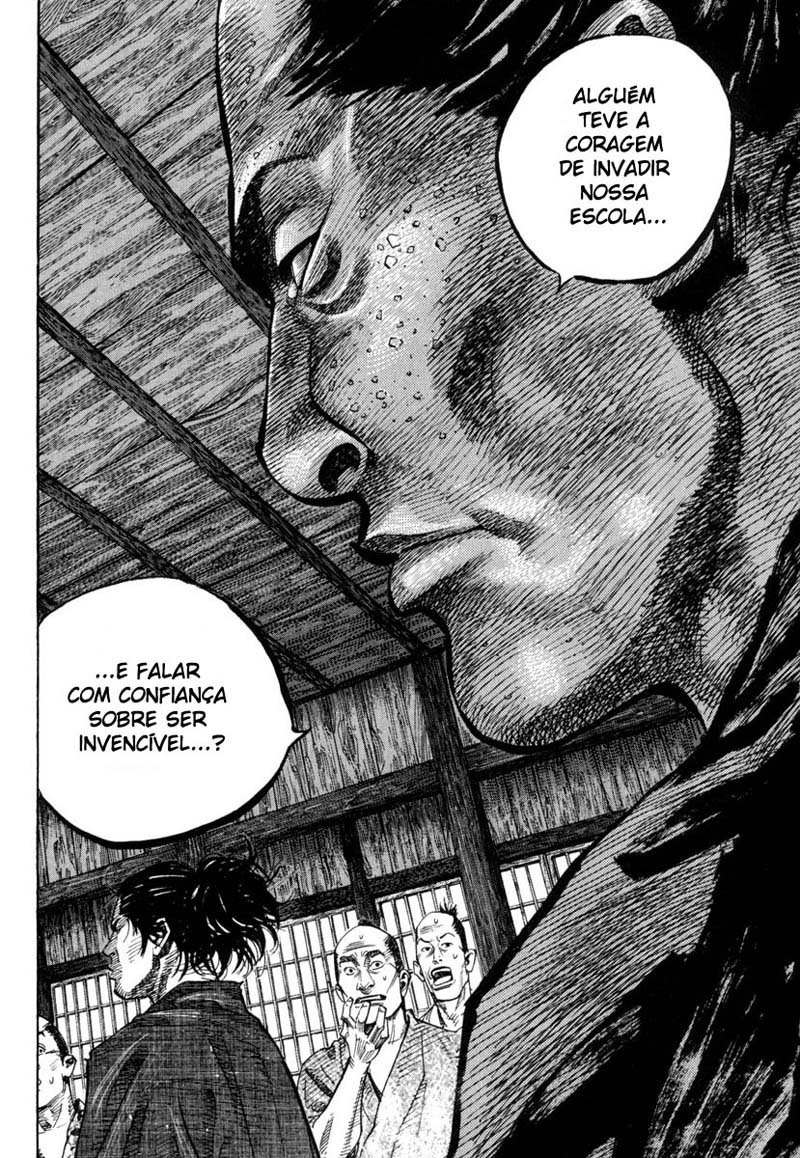 ALGUÉM
TEVE A
CORAGEM
DE INVADIR
NOSSA
ESCOLA...
...E FALAR
COM CONFIANÇA
SOBRE SER
INVENCÍVEL...?